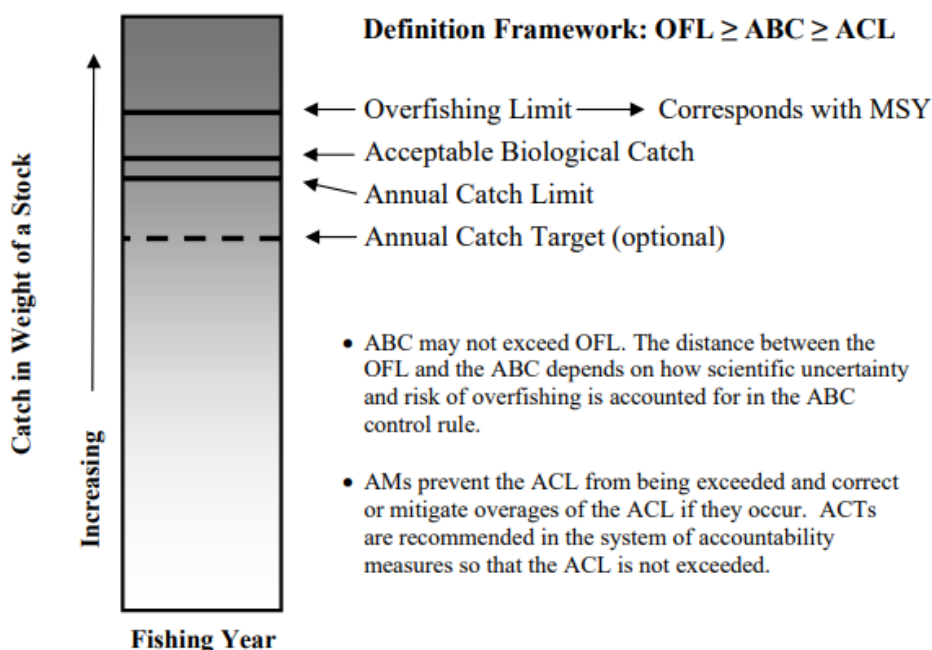 Definition Framework: OFL ≥ ABC ≥ ACL
Overfishing Limit
Corresponds with MSY
Acceptable Biological Catch
Annual Catch Limit
Annual Catch Target (optional)
Catch in Weight of a Stock
Increasing
• ABC may not exceed OFL. The distance between the
OFL and the ABC depends on how scientific uncertainty
and risk of overfishing is accounted for in the ABC
control rule.
• AMs prevent the ACL from being exceeded and correct
or mitigate overages of the ACL if they occur.  ACTs
are recommended in the system of accountability
measures so that the ACL is not exceeded.
Fishing Year